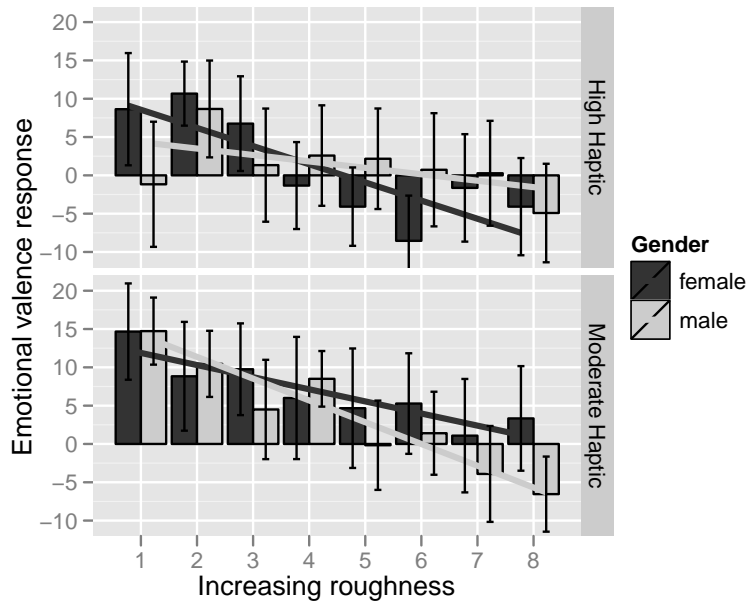 Emotional valence response
20
15
10
5
0
−5
−10
High Haptic
20
15
10
5
0
−5
−10
Moderate Haptic
1 2 3 4 5 6 7 8
Increasing roughness
Gender
female
male